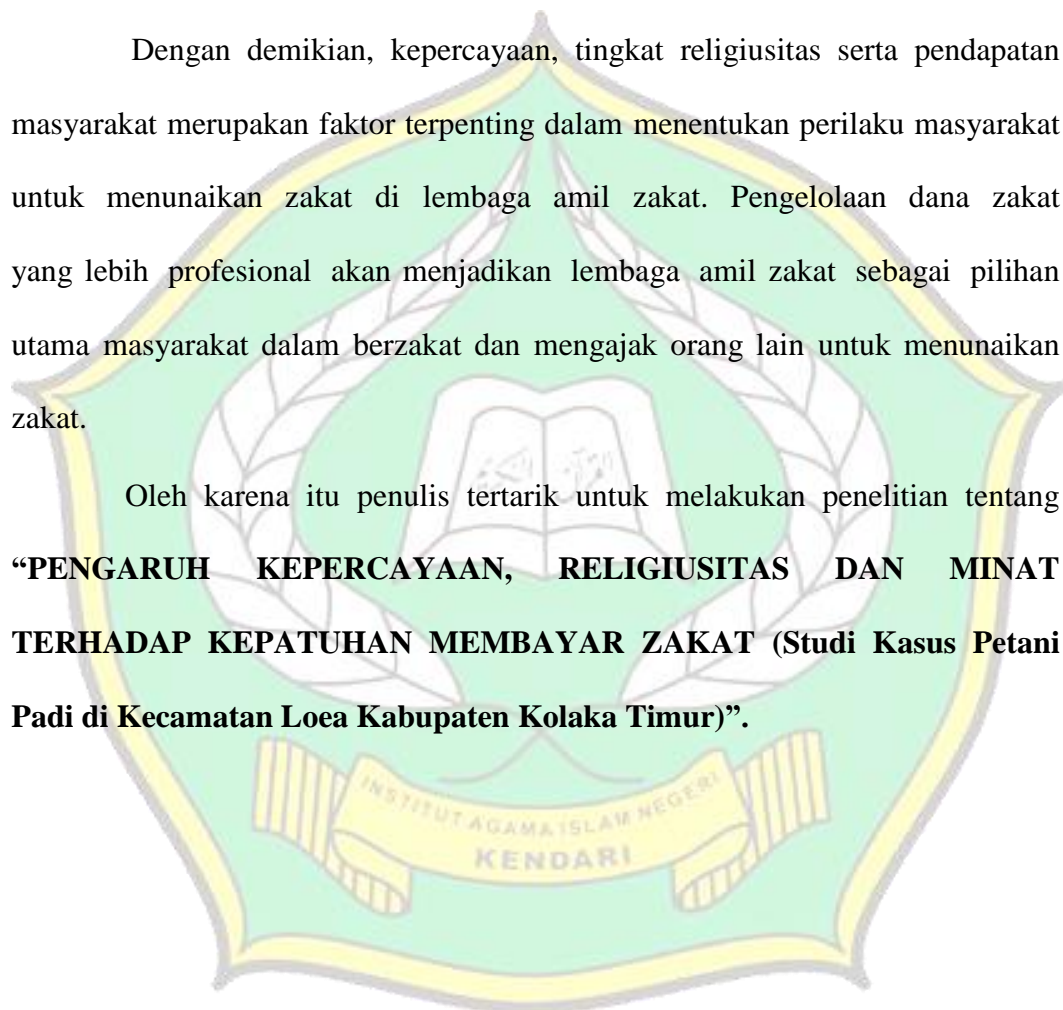 Dengan demikian, kepercayaan, tingkat religiusitas serta pendapatan
masyarakat merupakan faktor terpenting dalam menentukan perilaku masyarakat
untuk menunaikan zakat di lembaga amil zakat. Pengelolaan dana zakat
yang lebih profesional akan menjadikan lembaga amil zakat sebagai pilihan
utama masyarakat dalam berzakat dan mengajak orang lain untuk menunaikan
zakat.
Oleh karena itu penulis tertarik untuk melakukan penelitian tentang
“PENGARUH KEPERCAYAAN, RELIGIUSITAS DAN MINAT
TERHADAP KEPATUHAN MEMBAYAR ZAKAT (Studi Kasus Petani
Padi di Kecamatan Loea Kabupaten Kolaka Timur)”.
INSTITUT AGAMA ISLAM NEGERI
KENDARI